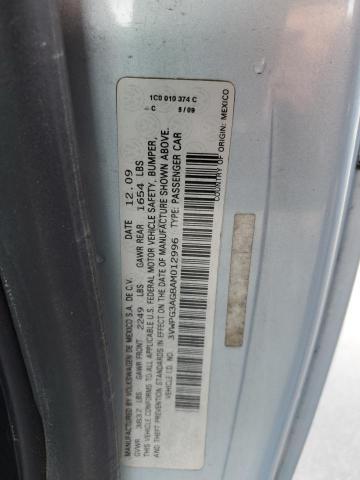 1C0 010 374 C
C 5/09
MANUFACTURED BY VOLKSWAGEN DE MEXICO S.A. DE C.V. DATE 12.09
GVWR 3837 LBS GAWR FRONT 2249 LBS GAWR REAR 1654 LBS
THIS VEHICLE CONFORMS TO ALL APPLICABLE U.S. FEDERAL MOTOR VEHICLE SAFETY, BUMPER,
AND THEFT PREVENTION STANDARDS IN EFFECT ON THE DATE OF MANUFACTURE SHOWN ABOVE.
VEHICLE I.D. NO.: 3VWPG3AG8AM012996 TYPE: PASSENGER CAR
COUNTRY OF ORIGIN: MEXICO